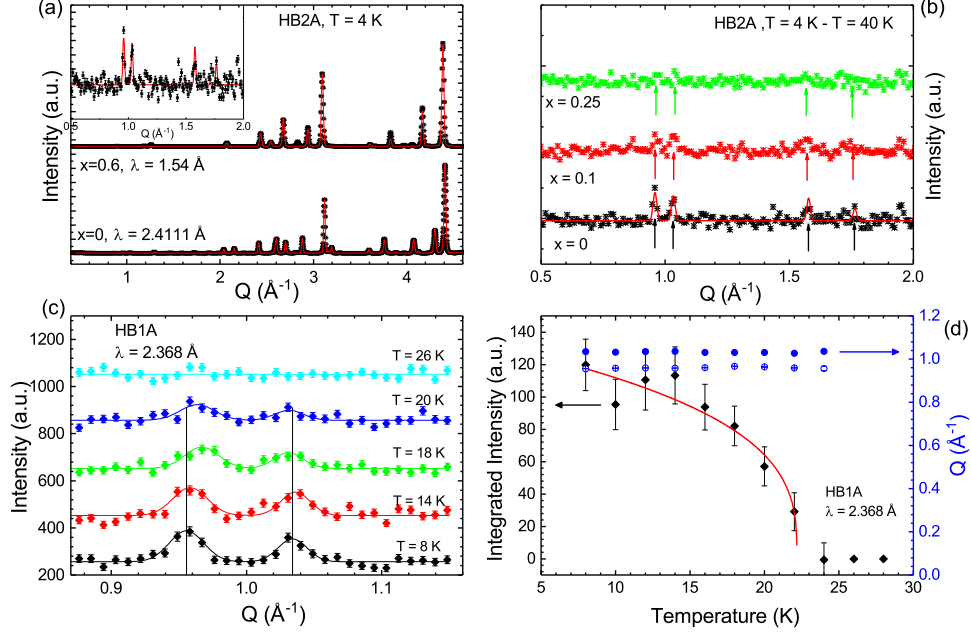 (a)
HB2A, T = 4 K
Intensity (a.u.)
0.5 1.0 1.5 2.0
Q (Å-1)
x=0.6, λ = 1.54 Å
x=0, λ = 2.4111 Å
1 2 3 4
Q (Å-1)
(b)
HB2A ,T = 4 K - T = 40 K
Intensity (a.u.)
x = 0.25
x = 0.1
x = 0
0.5 1.0 1.5 2.0
Q (Å-1)
(c)
HB1A
λ = 2.368 Å
Intensity (a.u.)
1200
1000
800
600
400
200
T = 26 K
T = 20 K
T = 18 K
T = 14 K
T = 8 K
0.9 1.0 1.1
Q (Å-1)
(d)
Integrated Intensity (a.u.)
140
120
100
80
60
40
20
0
HB1A
λ = 2.368 Å
5 10 15 20 25 30
Temperature (K)
1.2
1.0
0.8
0.6
0.4
0.2
0.0
Q (Å-1)